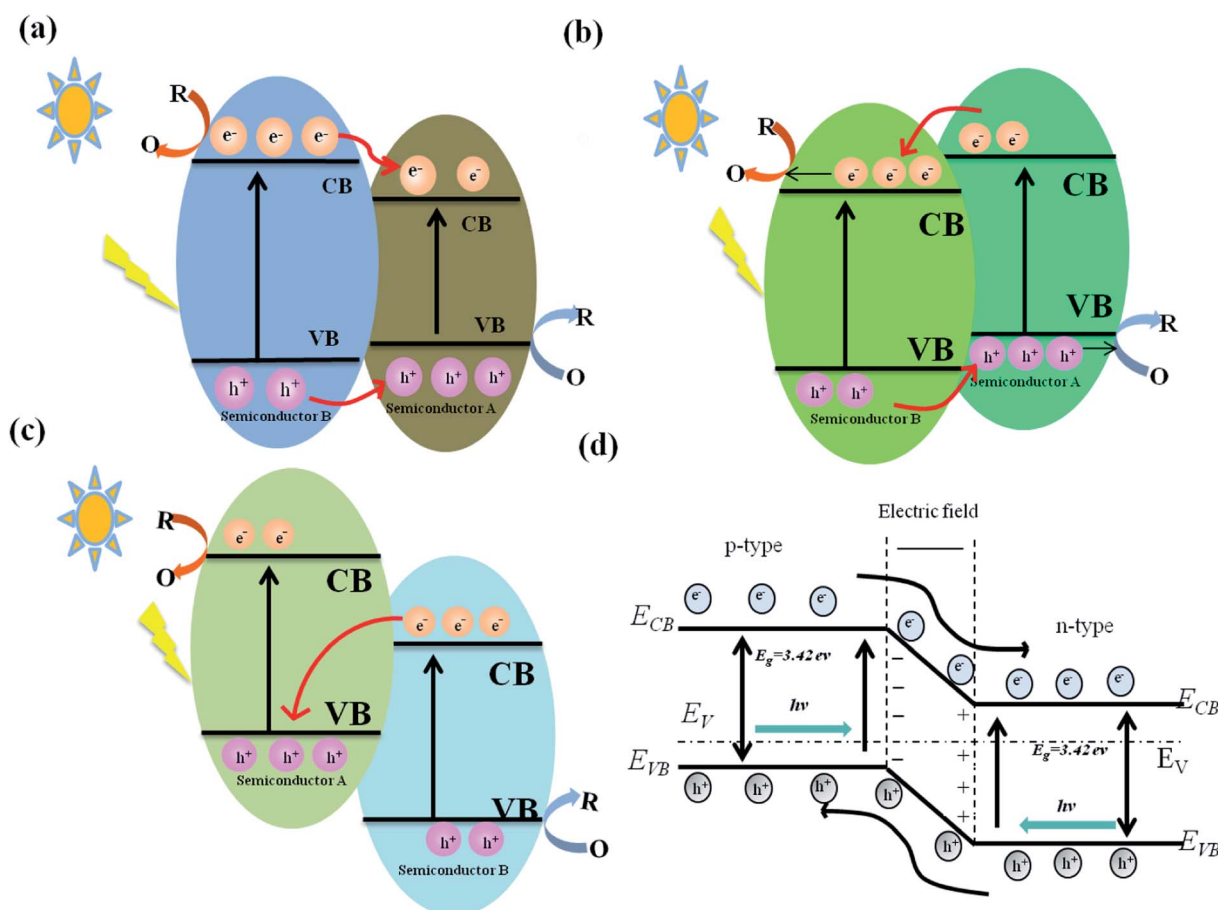 (a)
R
O
e⁻ e⁻ e⁻
CB
e⁻ e⁻
CB
VB
VB
h⁺ h⁺
Semiconductor B
h⁺ h⁺ h⁺
Semiconductor A
R
O
(b)
R
O
e⁻ e⁻ e⁻
CB
e⁻ e⁻
CB
VB
VB
h⁺ h⁺
Semiconductor B
h⁺ h⁺ h⁺
Semiconductor A
R
O
(c)
R
O
e⁻ e⁻
CB
VB
h⁺ h⁺ h⁺
Semiconductor A
e⁻ e⁻ e⁻
CB
VB
h⁺ h⁺
Semiconductor B
R
O
(d)
Electric field
p-type
n-type
e⁻ e⁻ e⁻ e⁻ e⁻ e⁻ e⁻ e⁻
E_CB
E_g=3.42 ev
E_V
hv
E_VB
− − − − −
+ + + + +
E_CB
E_g=3.42 ev
E_V
hv
E_VB
h⁺ h⁺ h⁺ h⁺ h⁺ h⁺ h⁺ h⁺